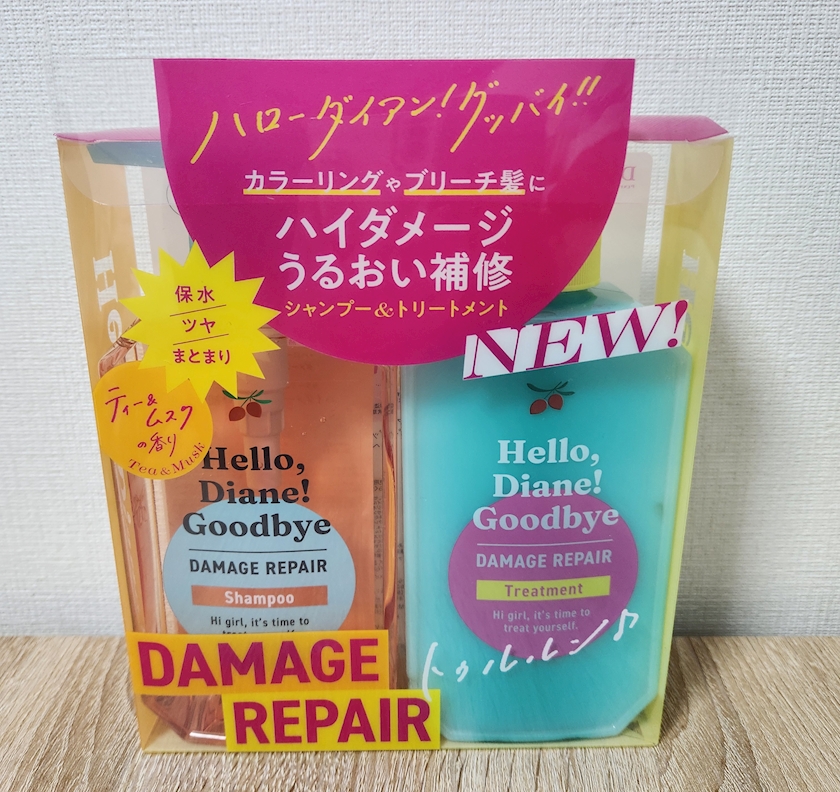 ハローダイアン!グッバイ!!
カラーリングやブリーチ髪に
ハイダメージ
うるおい補修
シャンプー&トリートメント
保水
ツヤ
まとまり
ティー&
ムスク
の香り
Tea & Musk
NEW!
Hello,
Diane!
Goodbye
DAMAGE REPAIR
Shampoo
Hi girl, it's time to
treat yourself.
Hello,
Diane!
Goodbye
DAMAGE REPAIR
Treatment
Hi girl, it's time to
treat yourself.
トゥル・レン♪
DAMAGE
REPAIR